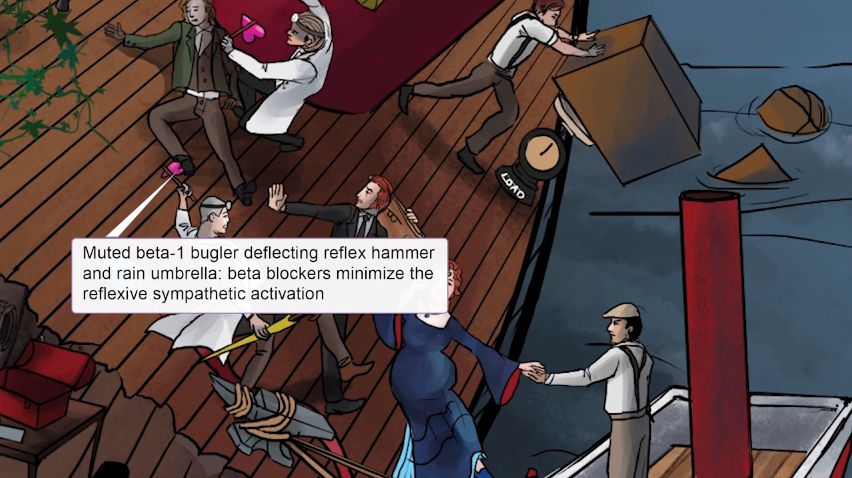 LOAD
Muted beta-1 bugler deflecting reflex hammer
and rain umbrella: beta blockers minimize the
reflexive sympathetic activation